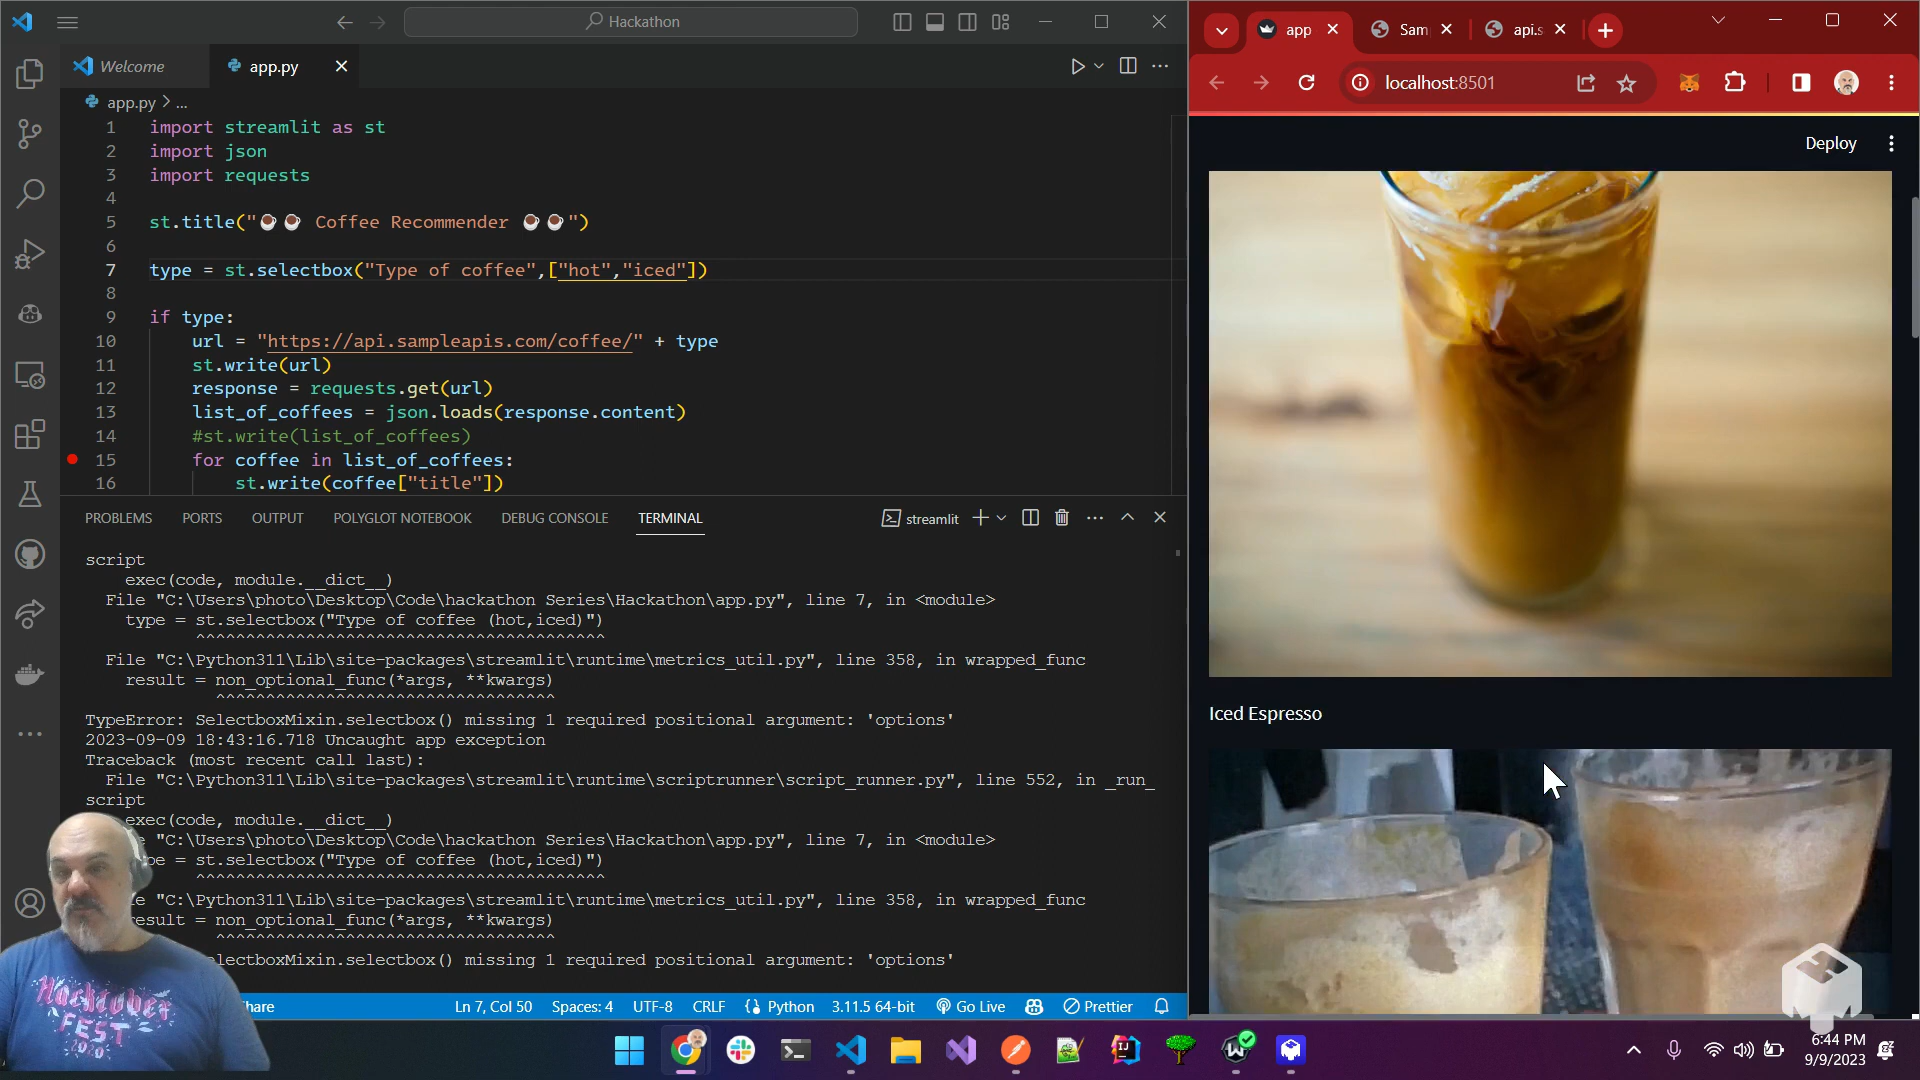 Hackathon
Welcome
app.py
app.py > ...
1 import streamlit as st
2 import json
3 import requests
4
5 st.title("☕☕ Coffee Recommender ☕☕")
6
7 type = st.selectbox("Type of coffee",["hot","iced"])
8
9 if type:
10 url = "https://api.sampleapis.com/coffee/" + type
11 st.write(url)
12 response = requests.get(url)
13 list_of_coffees = json.loads(response.content)
14 #st.write(list_of_coffees)
15 for coffee in list_of_coffees:
16 st.write(coffee["title"])
PROBLEMS PORTS OUTPUT POLYGLOT NOTEBOOK DEBUG CONSOLE TERMINAL streamlit
script
exec(code, module.__dict__)
File "C:\Users\photo\Desktop\Code\hackathon Series\Hackathon\app.py", line 7, in <module>
type = st.selectbox("Type of coffee (hot,iced)")
^^^^^^^^^^^^^^^^^^^^^^^^^^^^^^^^^^^^^^^^^
File "C:\Python311\Lib\site-packages\streamlit\runtime\metrics_util.py", line 358, in wrapped_func
result = non_optional_func(*args, **kwargs)
^^^^^^^^^^^^^^^^^^^^^^^^^^^^^^^^^^
TypeError: SelectboxMixin.selectbox() missing 1 required positional argument: 'options'
2023-09-09 18:43:16.718 Uncaught app exception
Traceback (most recent call last):
File "C:\Python311\Lib\site-packages\streamlit\runtime\scriptrunner\script_runner.py", line 552, in _run_
script
exec(code, module.__dict__)
"C:\Users\photo\Desktop\Code\hackathon Series\Hackathon\app.py", line 7, in <module>
= st.selectbox("Type of coffee (hot,iced)")
^^^^^^^^^^^^^^^^^^^^^^^^^^^^^^^^^^^^^^^^^
"C:\Python311\Lib\site-packages\streamlit\runtime\metrics_util.py", line 358, in wrapped_func
result = non_optional_func(*args, **kwargs)
^^^^^^^^^^^^^^^^^^^^^^^^^^^^^^^^^^
electboxMixin.selectbox() missing 1 required positional argument: 'options'
Hacktober
FEST
2020
hare Ln 7, Col 50 Spaces: 4 UTF-8 CRLF Python 3.11.5 64-bit Go Live Prettier
app Sam api.s
localhost:8501
Deploy
Iced Espresso
6:44 PM
9/9/2023